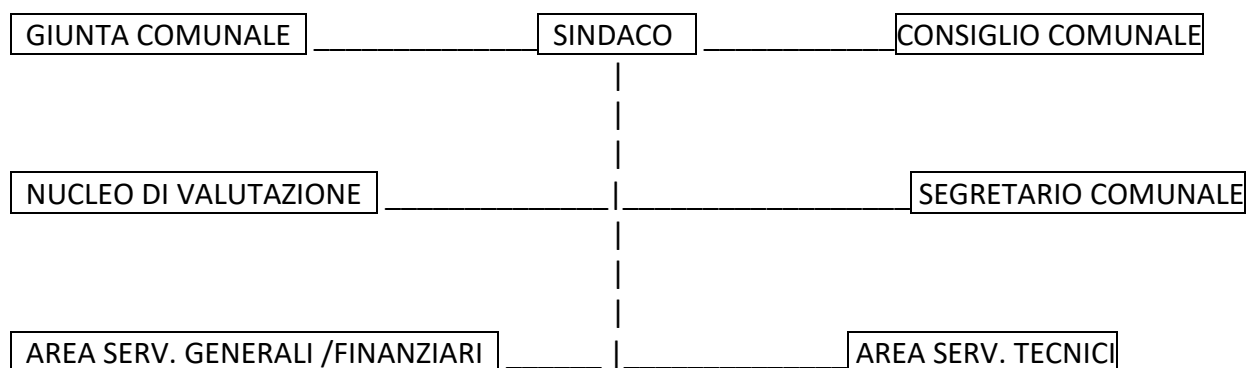 GIUNTA COMUNALE SINDACO CONSIGLIO COMUNALE
NUCLEO DI VALUTAZIONE SEGRETARIO COMUNALE
AREA SERV. GENERALI /FINANZIARI AREA SERV. TECNICI